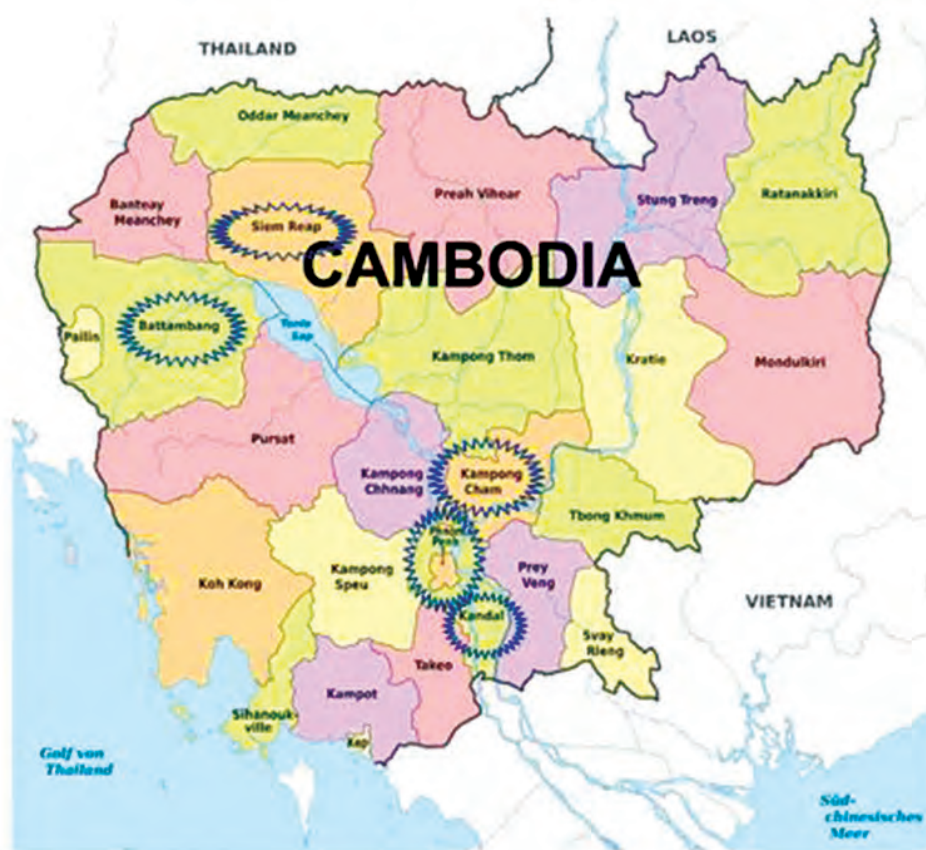 THAILAND
LAOS
Oddar Meanchey
Banteay
Meanchey
Siem Reap
Preah Vihear
Stung Treng
Ratanakkiri
CAMBODIA
Pailin
Battambang
Tonle
Sap
Kampong Thom
Kratie
Mondulkiri
Pursat
Kampong
Chhnang
Kampong
Cham
Tbong Khmum
Phnom
Penh
Koh Kong
Kampong
Speu
Prey
Veng
Kandal
VIETNAM
Svay
Rieng
Takeo
Kampot
Sihanouk-
ville
Kep
Golf von
Thailand
Süd-
chinesisches
Meer